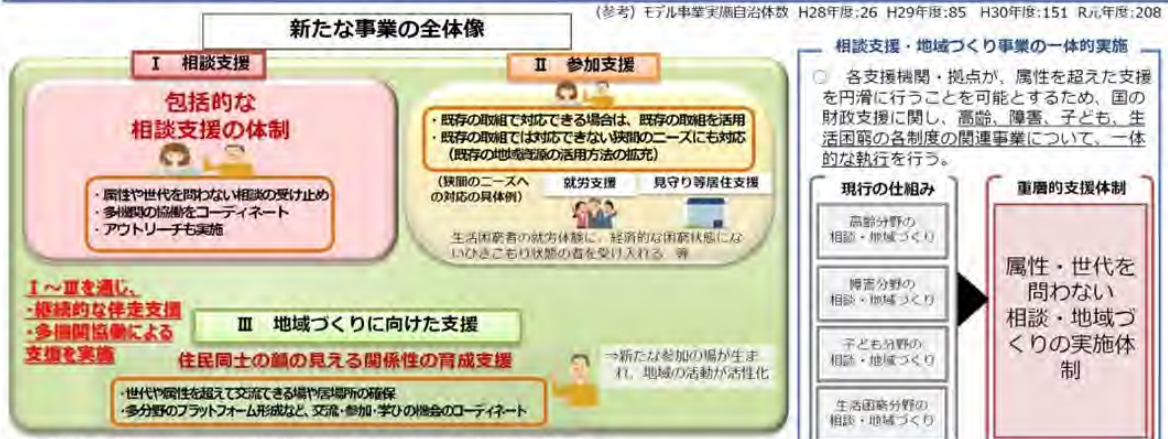 (参考)モデル事業実施自治体数 H28年度:26 H29年度:85 H30年度:151 R元年度:208
新たな事業の全体像
Ⅰ 相談支援
包括的な
相談支援の体制
・属性や世代を問わない相談の受け止め
・多機関の協働をコーディネート
・アウトリーチも実施
Ⅱ 参加支援
・既存の取組で対応できる場合は、既存の取組を活用
・既存の取組では対応できない狭間のニーズにも対応
(既存の地域資源の活用方法の拡充)
(狭間のニーズへ
の対応の具体例)
就労支援
見守り等居住支援
生活困窮者の就労体験に、経済的な困窮状態にな
いひきこもり状態の者を受け入れる 等
Ⅰ~Ⅲを通じ、
・継続的な伴走支援
・多機関協働による
支援を実施
Ⅲ 地域づくりに向けた支援
住民同士の顔の見える関係性の育成支援
・世代や属性を超えて交流できる場や居場所の確保
・多分野のプラットフォーム形成など、交流・参加・学びの機会のコーディネート
⇒新たな参加の場が生ま
れ、地域の活動が活性化
相談支援・地域づくり事業の一体的実施
○ 各支援機関・拠点が、属性を超えた支援
を円滑に行うことを可能とするため、国の
財政支援に関し、高齢、障害、子ども、生
活困窮の各制度の関連事業について、一体
的な執行を行う。
現行の仕組み
高齢分野の
相談・地域づくり
障害分野の
相談・地域づくり
子ども分野の
相談・地域づくり
生活困窮分野の
相談・地域づくり
重層的支援体制
属性・世代を
問わない
相談・地域づ
くりの実施体
制